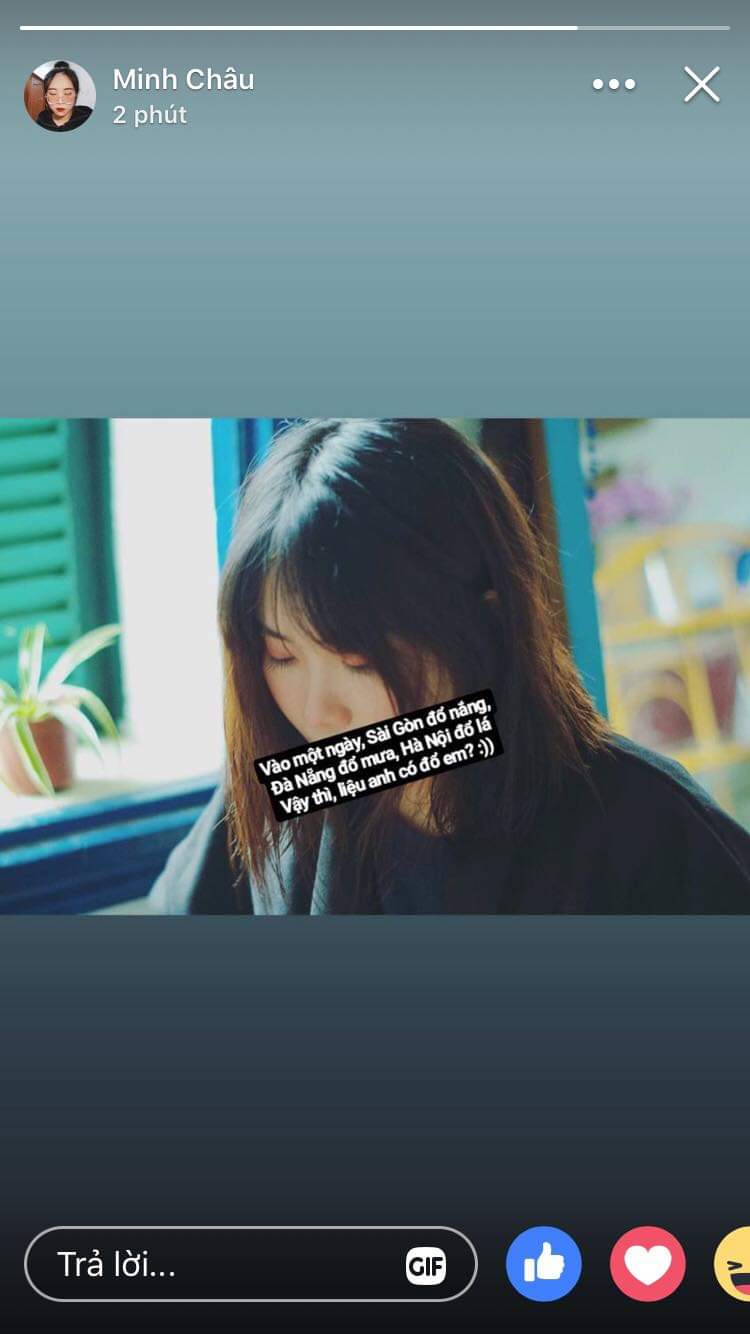 Minh Châu
2 phút
Vào một ngày, Sài Gòn đổ nắng,
Đà Nẵng đổ mưa, Hà Nội đổ lá
Vậy thì, liệu anh có đổ em? :))
Trả lời...
GIF